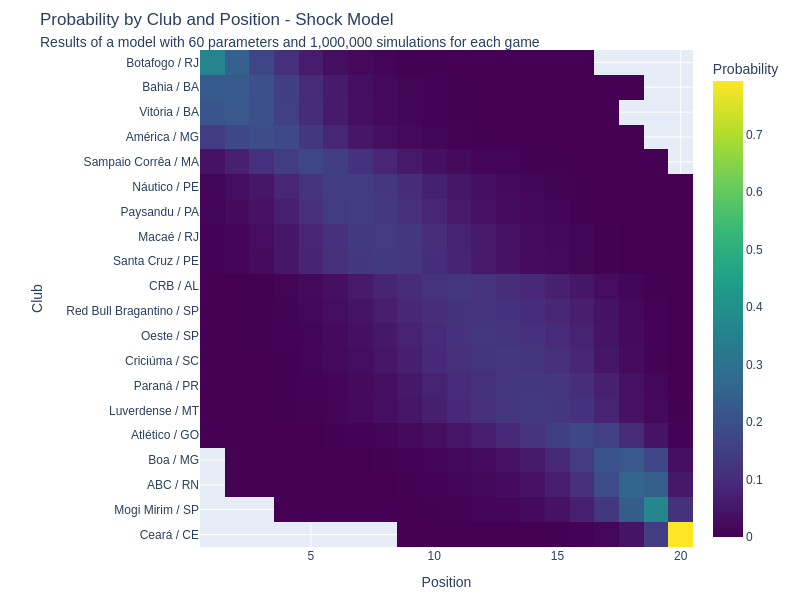 Probability by Club and Position - Shock Model
Results of a model with 60 parameters and 1,000,000 simulations for each game
Probability
0.7
0.6
0.5
0.4
0.3
0.2
0.1
0
Club
Botafogo / RJ
Bahia / BA
Vitória / BA
América / MG
Sampaio Corrêa / MA
Náutico / PE
Paysandu / PA
Macaé / RJ
Santa Cruz / PE
CRB / AL
Red Bull Bragantino / SP
Oeste / SP
Criciúma / SC
Paraná / PR
Luverdense / MT
Atlético / GO
Boa / MG
ABC / RN
Mogi Mirim / SP
Ceará / CE
5
10
15
20
Position